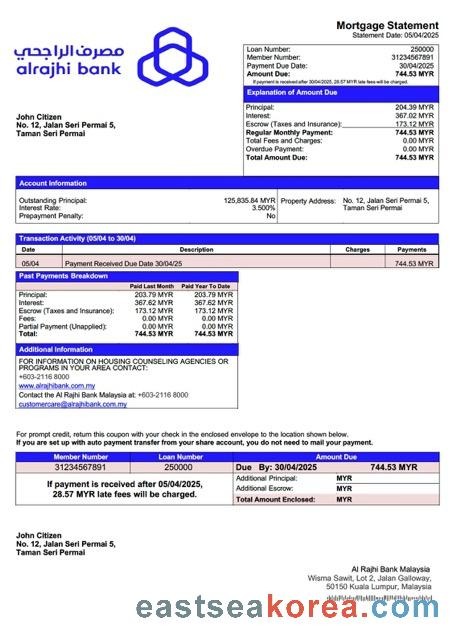 Mortgage Statement
Statement Date: 05/04/2025
مصرف الراجحي
alrajhi bank
Loan Number: 250000
Member Number: 31234567891
Payment Due Date 30/04/2025
Amount Due: 744.53 MYR
If payment is received after 30/04/2025, 28.57 MYR late fees will be charged.
Explanation of Amount Due
Principal: 204.39 MYR
Interest: 367.02 MYR
Escrow (Taxes and Insurance): 173.12 MYR
Regular Monthly Payment: 744.53 MYR
Total Fees and Charges: 0.00 MYR
Overdue Payment: 0.00 MYR
Total Amount Due: 744.53 MYR
John Citizen
No. 12, Jalan Seri Permai 5,
Taman Seri Permai
Account Information
Outstanding Principal: 125,835.84 MYR
Interest Rate: 3.500%
Prepayment Penalty: No
Property Address: No. 12, Jalan Seri Permai 5,
Taman Seri Permai
Transaction Activity (05/04 to 30/04)
Date Description Charges Payments
05/04 Payment Received Due Date 30/04/25 744.53 MYR
Past Payments Breakdown
Paid Last Month Paid Year To Date
Principal: 203.79 MYR 203.79 MYR
Interest: 367.62 MYR 367.62 MYR
Escrow (Taxes and Insurance): 173.12 MYR 173.12 MYR
Fees: 0.00 MYR 0.00 MYR
Partial Payment (Unapplied): 0.00 MYR 0.00 MYR
Total: 744.53 MYR 744.53 MYR
Additional Information
FOR INFORMATION ON HOUSING COUNSELING AGENCIES OR
PROGRAMS IN YOUR AREA CONTACT:
+603-2116 8000
www.alrajhibank.com.my
Contact the Al Rajhi Bank Malaysia at: +603-2116 8000
customercare@alrajhibank.com.my
For prompt credit, return this coupon with your check in the enclosed envelope to the location shown below.
If you are set up with auto payment transfer from your share account, you do not need to mail your payment.
Member Number Loan Number Amount Due
31234567891 250000 Due By: 30/04/2025 744.53 MYR
If payment is received after 05/04/2025,
28.57 MYR late fees will be charged.
Additional Principal: MYR
Additional Escrow: MYR
Total Amount Enclosed: MYR
John Citizen
No. 12, Jalan Seri Permai 5,
Taman Seri Permai
Al Rajhi Bank Malaysia
Wisma Sawit, Lot 2, Jalan Galloway,
50150 Kuala Lumpur, Malaysia
eastseakorea.com